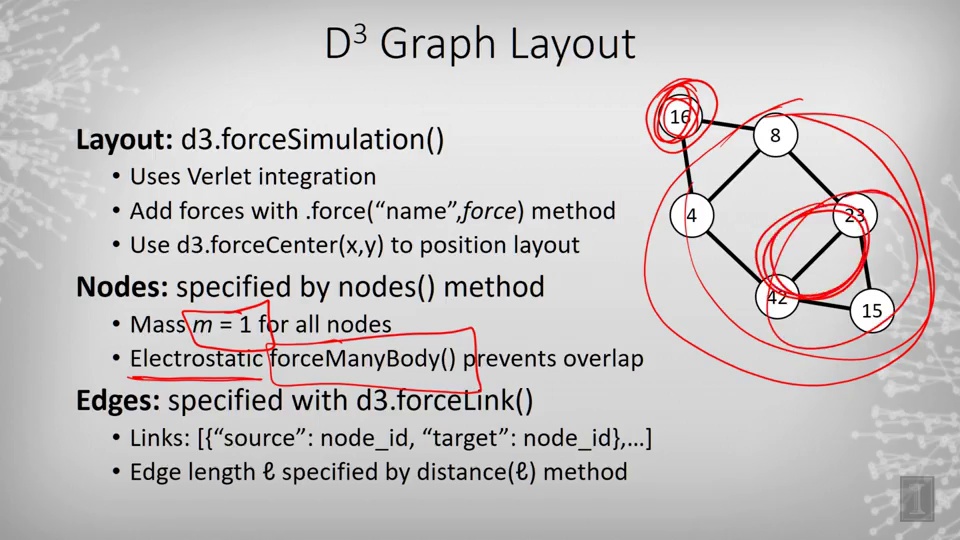 D³ Graph Layout
Layout: d3.forceSimulation()
• Uses Verlet integration
• Add forces with .force(“name”,force) method
• Use d3.forceCenter(x,y) to position layout
Nodes: specified by nodes() method
• Mass m = 1 for all nodes
• Electrostatic forceManyBody() prevents overlap
Edges: specified with d3.forceLink()
• Links: [{“source”: node_id, “target”: node_id},…]
• Edge length ℓ specified by distance(ℓ) method
16
8
4
23
42
15
I